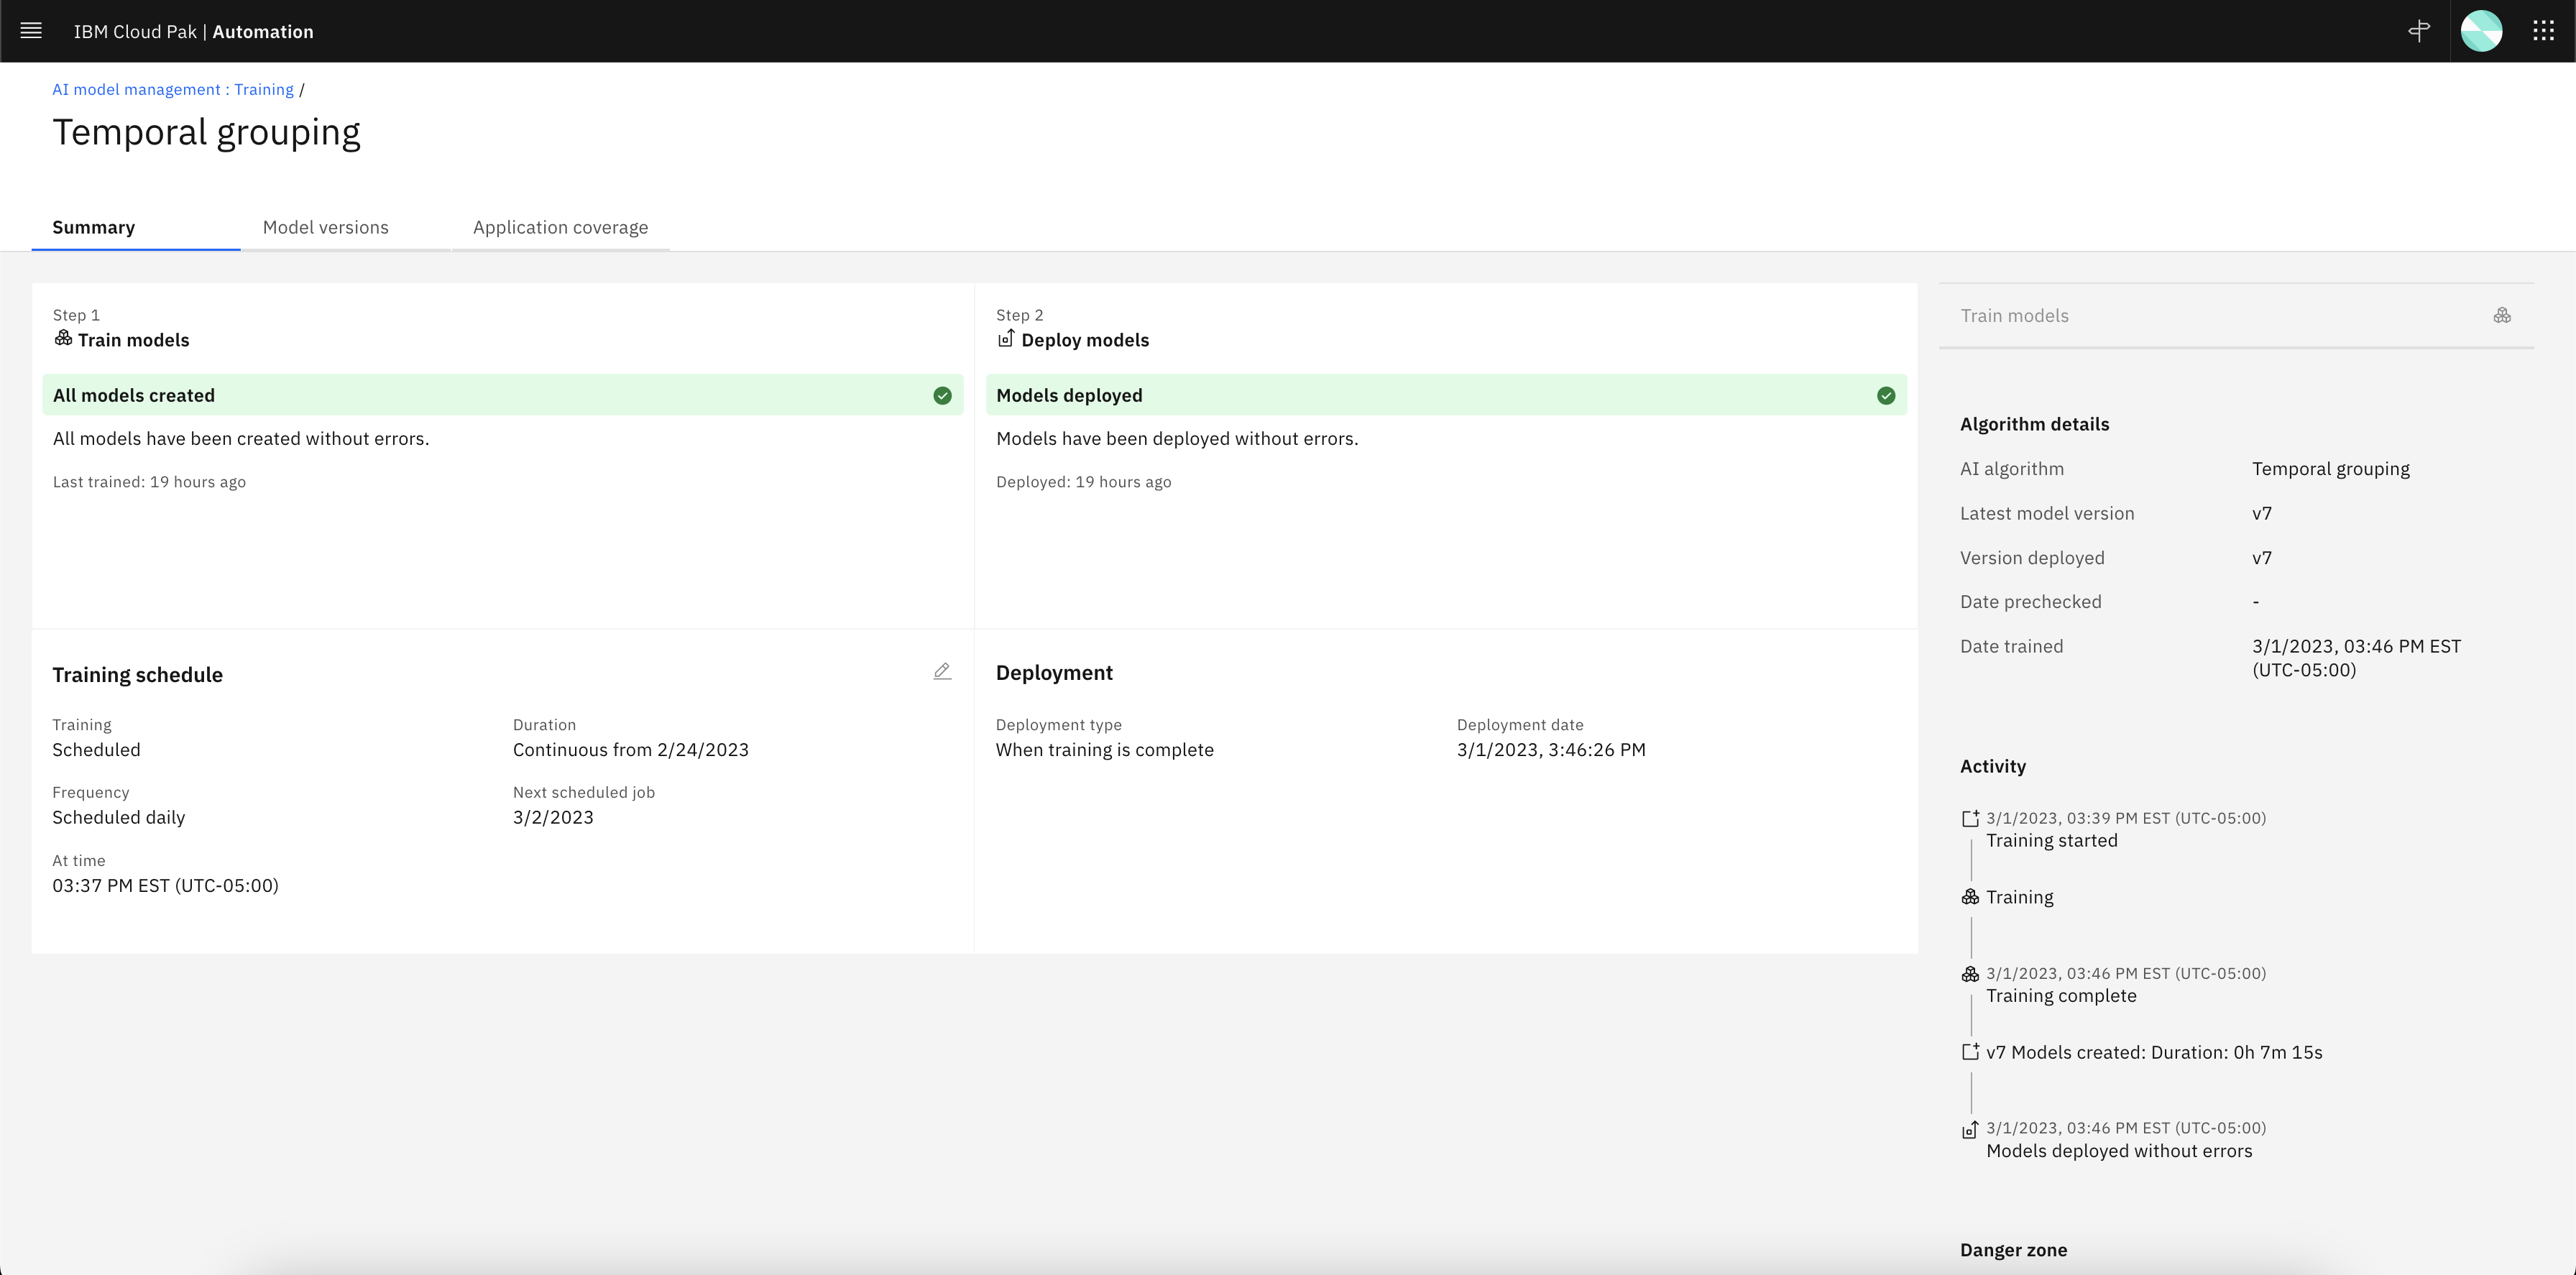 IBM Cloud Pak | Automation
AI model management : Training /
Temporal grouping
Summary
Model versions
Application coverage
Step 1
Train models
All models created
All models have been created without errors.
Last trained: 19 hours ago
Step 2
Deploy models
Models deployed
Models have been deployed without errors.
Deployed: 19 hours ago
Training schedule
Training
Scheduled
Duration
Continuous from 2/24/2023
Frequency
Scheduled daily
Next scheduled job
3/2/2023
At time
03:37 PM EST (UTC-05:00)
Deployment
Deployment type
When training is complete
Deployment date
3/1/2023, 3:46:26 PM
Train models
Algorithm details
AI algorithm
Temporal grouping
Latest model version
v7
Version deployed
v7
Date prechecked
-
Date trained
3/1/2023, 03:46 PM EST
(UTC-05:00)
Activity
3/1/2023, 03:39 PM EST (UTC-05:00)
Training started
Training
3/1/2023, 03:46 PM EST (UTC-05:00)
Training complete
v7 Models created: Duration: 0h 7m 15s
3/1/2023, 03:46 PM EST (UTC-05:00)
Models deployed without errors
Danger zone